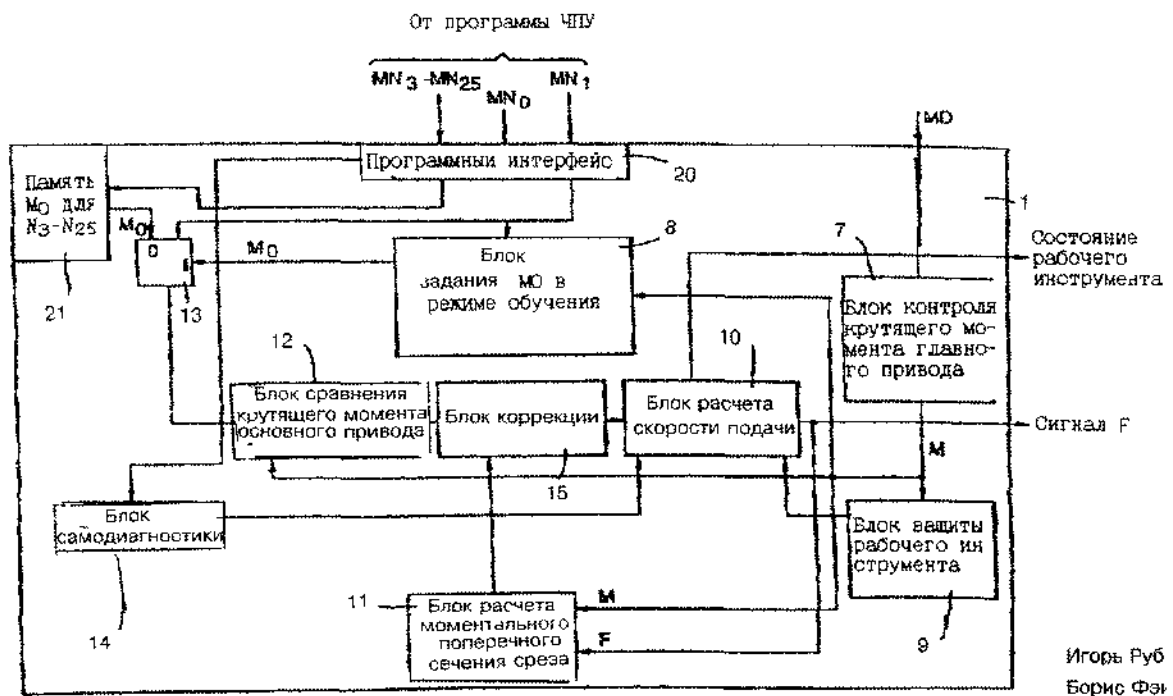 От программы ЧПУ
MN3-MN25
MN0
MN1
MD
Программный интерфейс
20
1
Память
M0 для
N3-N25
M0
0
21
13
M0
8
Блок
задания М0 в
режиме обучения
7
Состояние
рабочего
инструмента
Блок контроля
крутящего мо-
мента главно-
го привода
12
Блок сравнения
крутящего момента
основного привода
Блок коррекции
15
10
Блок расчета
скорости подачи
Сигнал F
M
Блок
самодиагностики
14
Блок защиты
рабочего ин
струмента
9
11
Блок расчета
моментального
поперечного
сечения среза
M
F
Игорь Руб
Борис Фэи